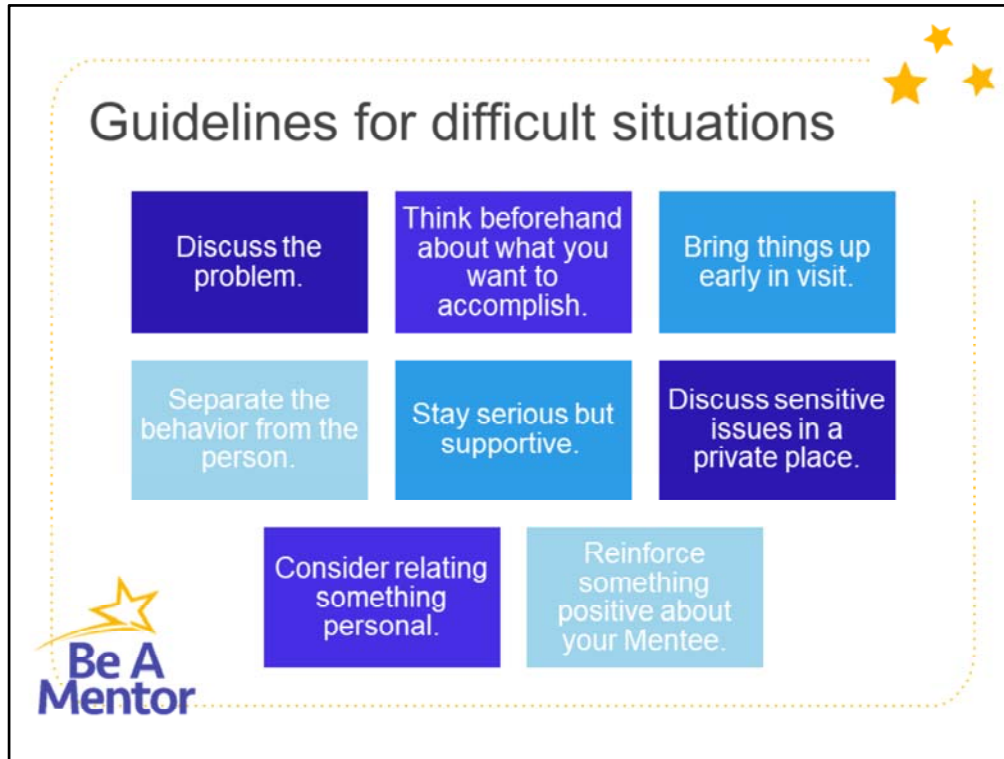 Guidelines for difficult situations
Discuss the
problem.
Think beforehand
about what you
want to
accomplish.
Bring things up
early in visit.
Separate the
behavior from the
person.
Stay serious but
supportive.
Discuss sensitive
issues in a
private place.
Consider relating
something
personal.
Reinforce
something
positive about
your Mentee.
Be A
Mentor